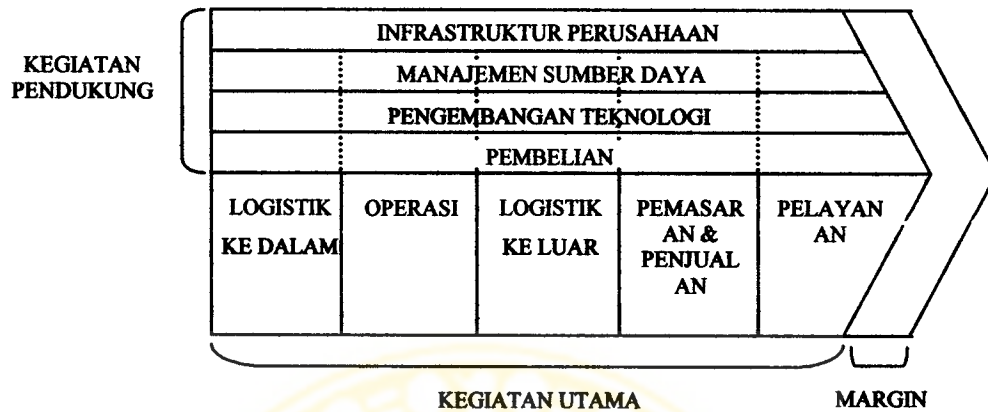 INFRASTRUKTUR PERUSAHAAN
KEGIATAN
PENDUKUNG
MANAJEMEN SUMBER DAYA
PENGEMBANGAN TEKNOLOGI
PEMBELIAN
LOGISTIK
KE DALAM
OPERASI
LOGISTIK
KE LUAR
PEMASAR
AN &
PENJUAL
AN
PELAYAN
AN
KEGIATAN UTAMA
MARGIN